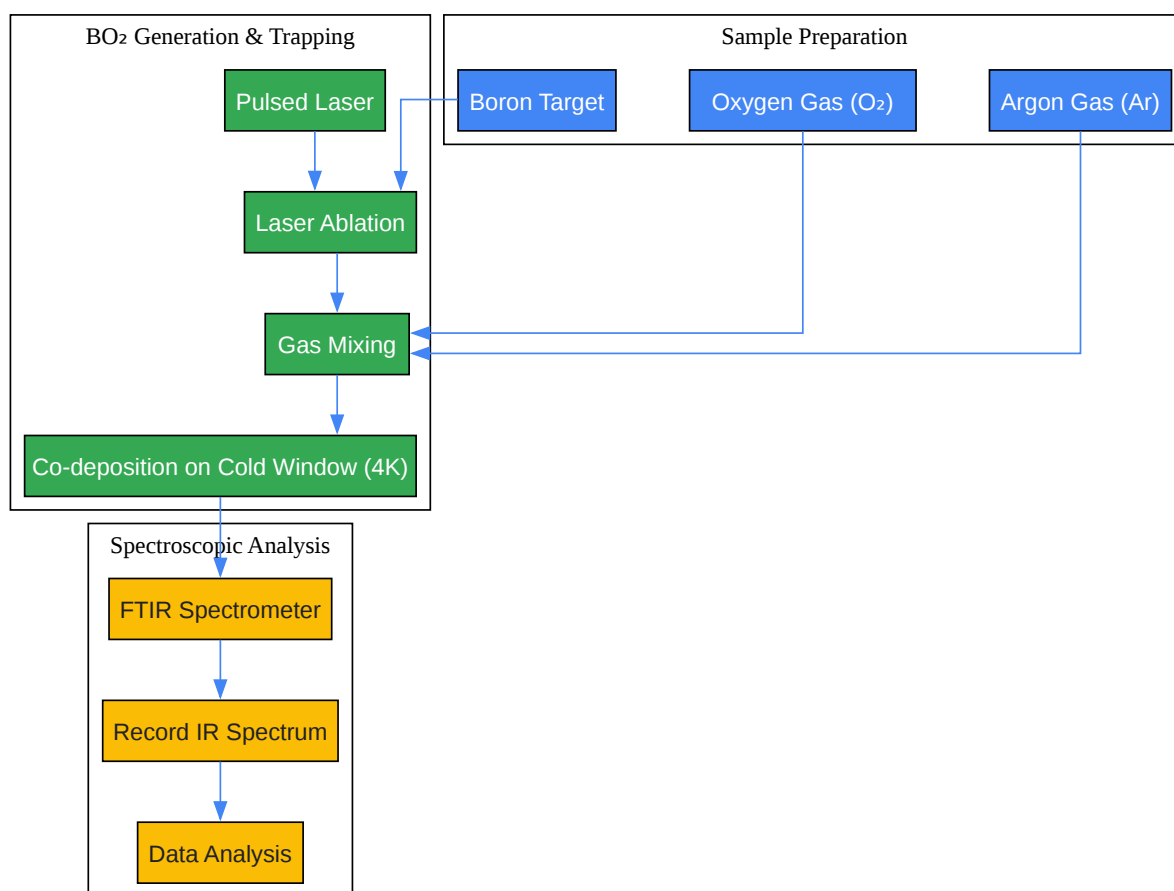 BO₂ Generation & Trapping
Sample Preparation
Pulsed Laser
Boron Target
Oxygen Gas (O₂)
Argon Gas (Ar)
Laser Ablation
Gas Mixing
Co-deposition on Cold Window (4K)
Spectroscopic Analysis
FTIR Spectrometer
Record IR Spectrum
Data Analysis